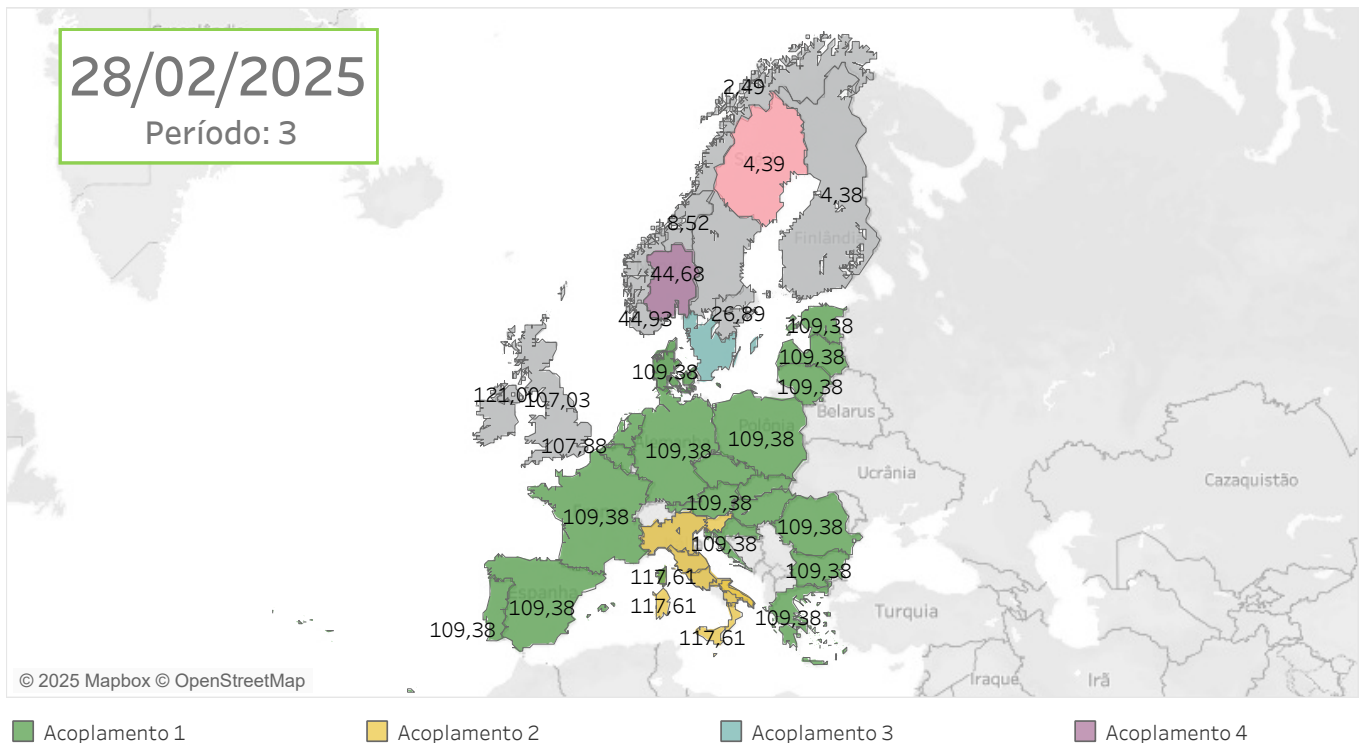 28/02/2025
Período: 3
2,49
4,39
4,38
8,52
Finlândi
44,68
44,93
26,89
109,38
109,38
109,38
109,38
121,00
107,03
Belarus
Polônia
107,88
109,38
109,38
Ucrânia
Cazaquistão
109,38
109,38
109,38
109,38
109,38
117,61
Espanha
109,38
117,61
109,38
Turquia
109,38
117,61
© 2025 Mapbox © OpenStreetMap
Iraque
Irã
Acoplamento 1
Acoplamento 2
Acoplamento 3
Acoplamento 4